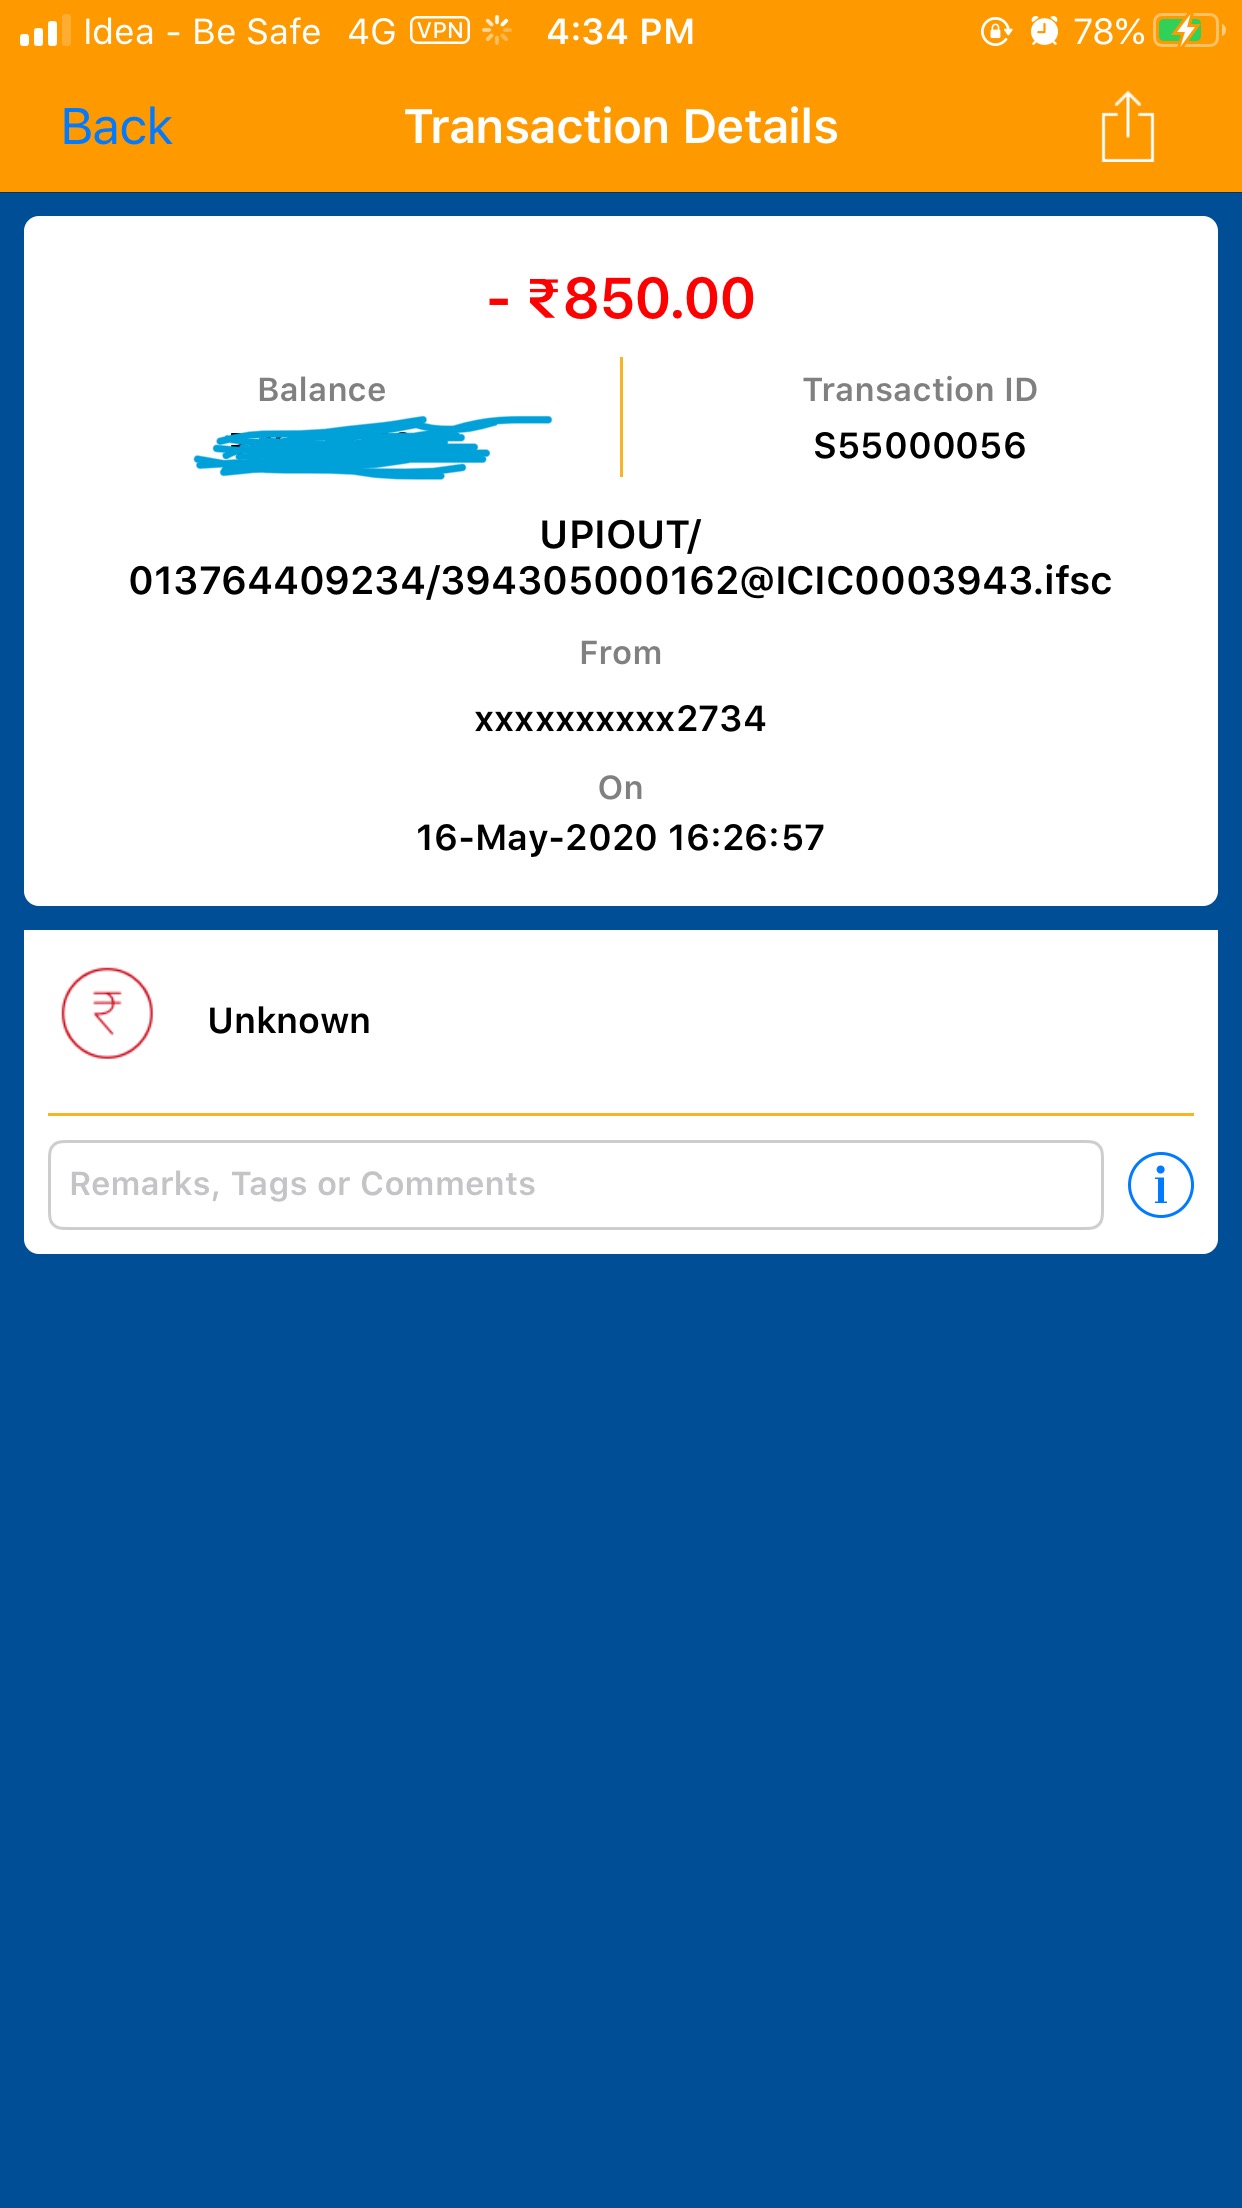 Idea - Be Safe 4G VPN 4:34 PM 78%
Back Transaction Details
- ₹850.00
Balance Transaction ID
S55000056
UPIOUT/
013764409234/394305000162@ICIC0003943.ifsc
From
xxxxxxxxxx2734
On
16-May-2020 16:26:57
₹ Unknown
Remarks, Tags or Comments i